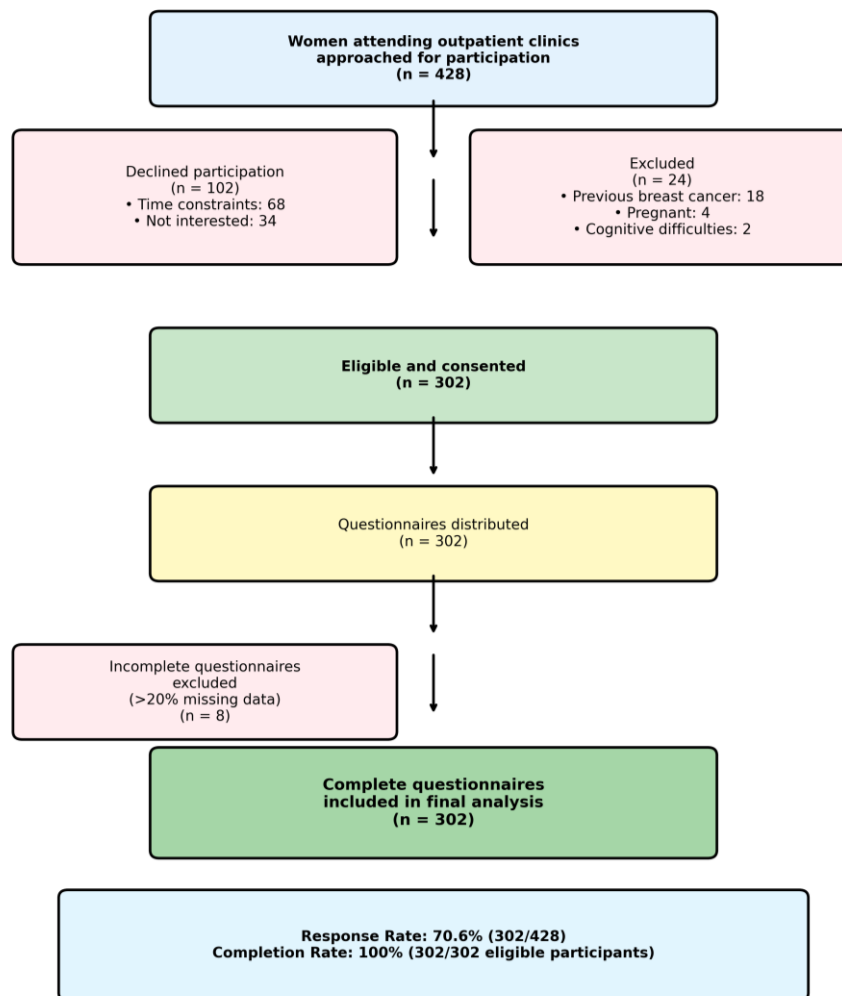 Women attending outpatient clinics
approached for participation
(n = 428)
Declined participation
(n = 102)
• Time constraints: 68
• Not interested: 34
Excluded
(n = 24)
• Previous breast cancer: 18
• Pregnant: 4
• Cognitive difficulties: 2
Eligible and consented
(n = 302)
Questionnaires distributed
(n = 302)
Incomplete questionnaires
excluded
(>20% missing data)
(n = 8)
Complete questionnaires
included in final analysis
(n = 302)
Response Rate: 70.6% (302/428)
Completion Rate: 100% (302/302 eligible participants)